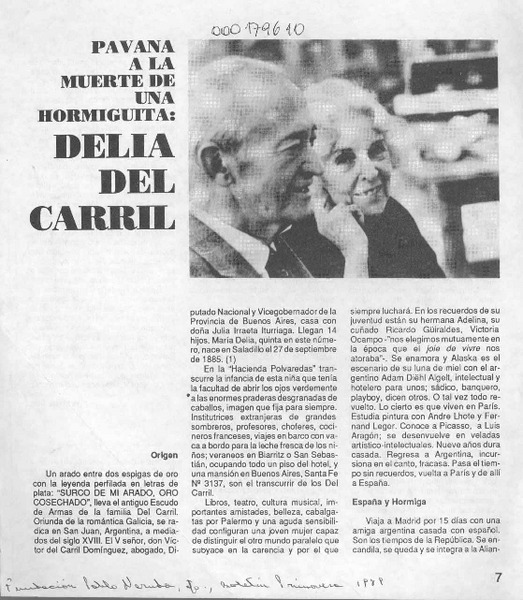 000179610
PAVANA
A LA
MUERTE DE
UNA
HORMIGUITA:
DELIA
DEL
CARRIL
Origen
Un arado entre dos espigas de oro
con la leyenda perfilada en letras de
plata: "SURCO DE MI ARADO, ORO
COSECHADO", lleva el antiguo Escudo
de Armas de la familia Del Carril.
Oriunda de la romántica Galicia, se ra-
dica en San Juan, Argentina, a media-
dos del siglo XVIII. El V señor, don Víc-
tor del Carril Domínguez, abogado, Di-
putado Nacional y Vicegobernador de la
Provincia de Buenos Aires, casa con
doña Julia Irraeta Iturriaga. Llegan 14
hijos. María Delia, quinta en este núme-
ro, nace en Saladillo el 27 de septiembre
de 1885. (1)
En la "Hacienda Polvaredas" trans-
curre la infancia de esta niña que tenía
la facultad de abrir los ojos verdemente
a las enormes praderas desgranadas de
caballos, imagen que fija para siempre.
Institutrices extranjeras de grandes
sombreros, profesores, choferes, coci-
neros franceses, viajes en barco con va-
ca a bordo para la leche fresca de los ni-
ños; veraneos en Biarritz o San Sebas-
tián, ocupando todo un piso del hotel, y
una mansión en Buenos Aires, Santa Fe
Nº 3137, son el transcurrir de los Del
Carril.
Libros, teatro, cultura musical, im-
portantes amistades, belleza, cabalga-
tas por Palermo y una aguda sensibili-
dad configuran una joven mujer capaz
de distinguir el otro mundo paralelo que
subyace en la carencia y por el que
siempre luchará. En los recuerdos de su
juventud están su hermana Adelina, su
cuñado Ricardo Güiraldes, Victoria
Ocampo -"nos elegimos mutuamente en
la época que el joie de vivre nos
atoraba"-. Se enamora y Alaska es el
escenario de su luna de miel con el ar-
gentino Adam Diëhl Aigelt, intelectual y
hotelero para unos; sádico, banquero,
playboy, dicen otros. O tal vez todo re-
vuelto. Lo cierto es que viven en París.
Estudia pintura con Andre Lhote y Fer-
nand Leger. Conoce a Picasso, a Luis
Aragón; se desenvuelve en veladas
artístico-intelectuales. Nueve años dura
casada. Regresa a Argentina, incur-
siona en el canto, fracasa. Pasa el tiem-
po sin recuerdos, vuelta a París y de allí
a España.
España y Hormiga
Viaja a Madrid por 15 días con una
amiga argentina casada con español.
Son los tiempos de la República. Se en-
candila, se queda y se integra a la Alian-
7
Fundación Pablo Neruda, Boletín Primavera, 1989